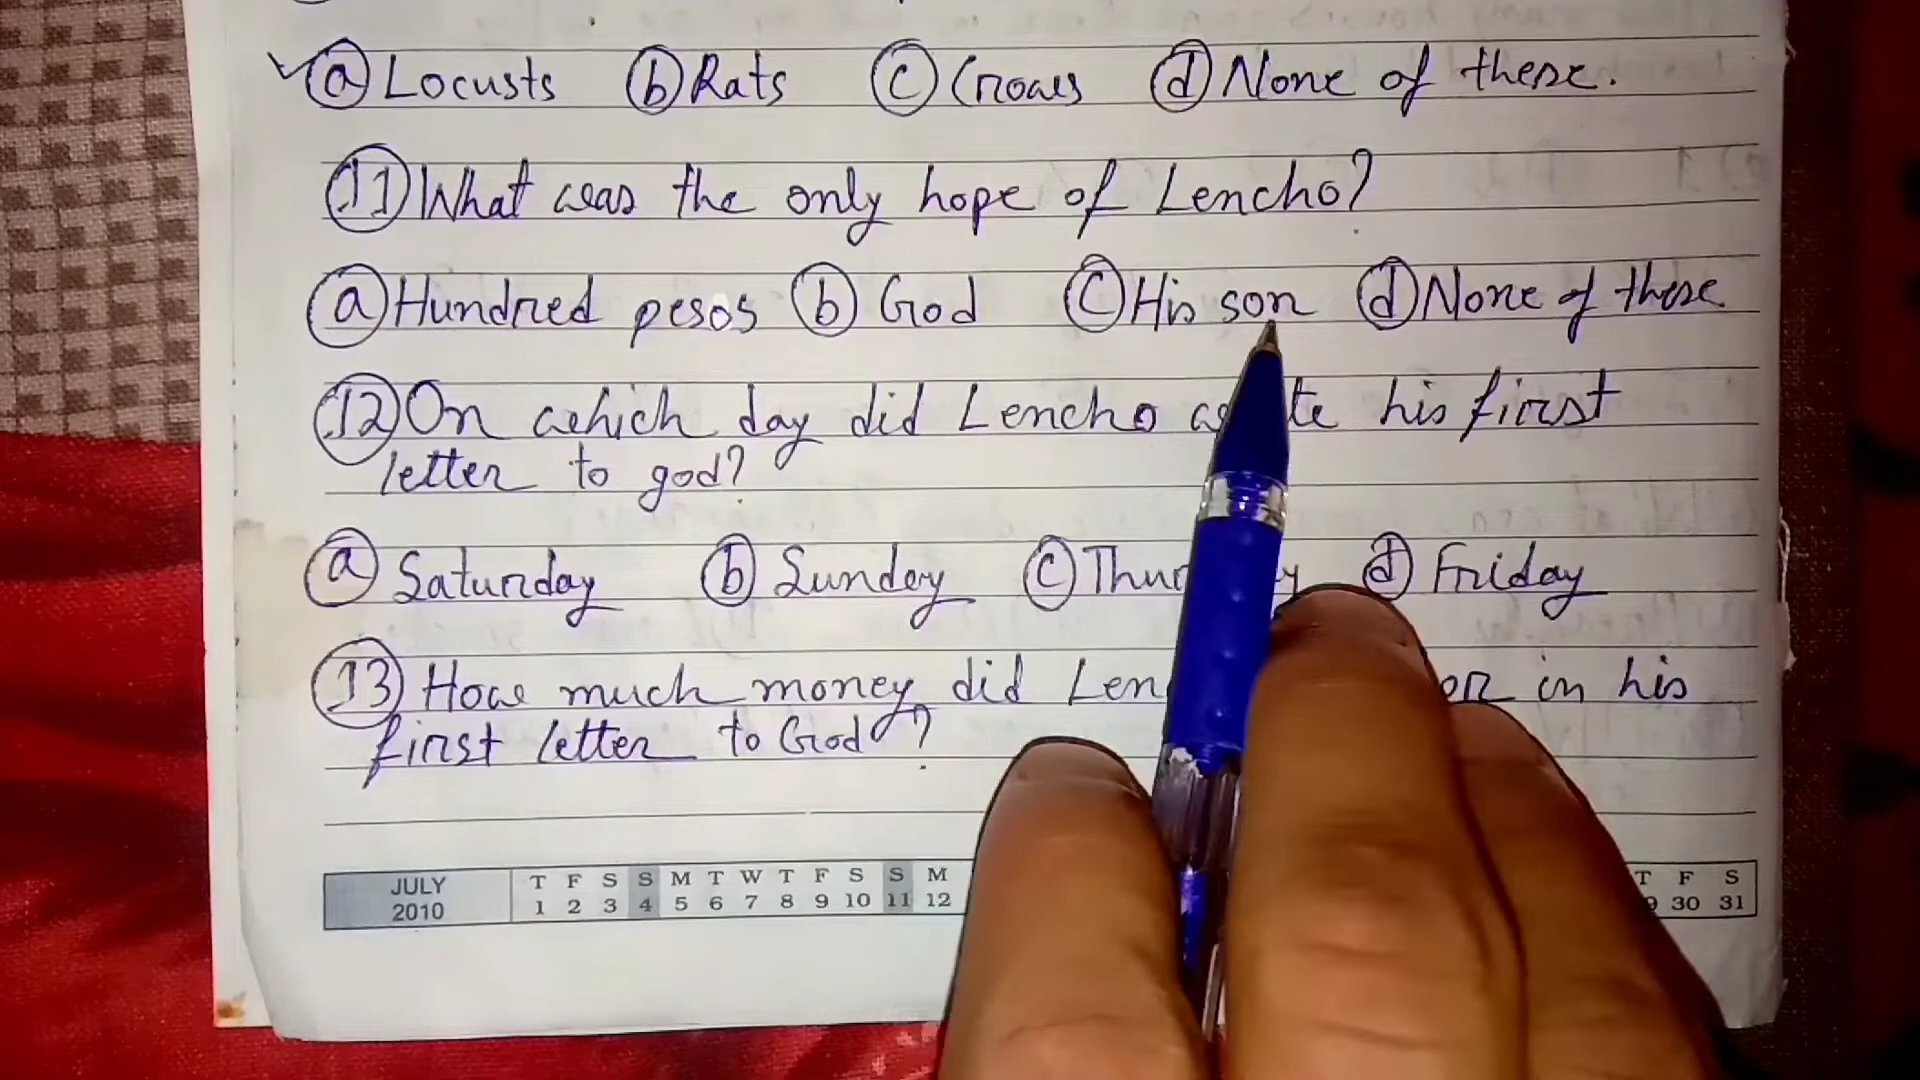 ⓐ Locusts ⓑ Rats ⓒ Crows ⓓ None of these.
11 What was the only hope of Lencho?
ⓐ Hundred pesos ⓑ God ⓒ His son ⓓ None of these
12 On which day did Lencho his first
letter to god?
ⓐ Saturday ⓑ Sunday ⓒ ⓓ Friday
13 How much money did in his
first letter to God?
JULY T F S S M T W T F S S M T F S
2010 1 2 3 4 5 6 7 8 9 10 11 12 30 31